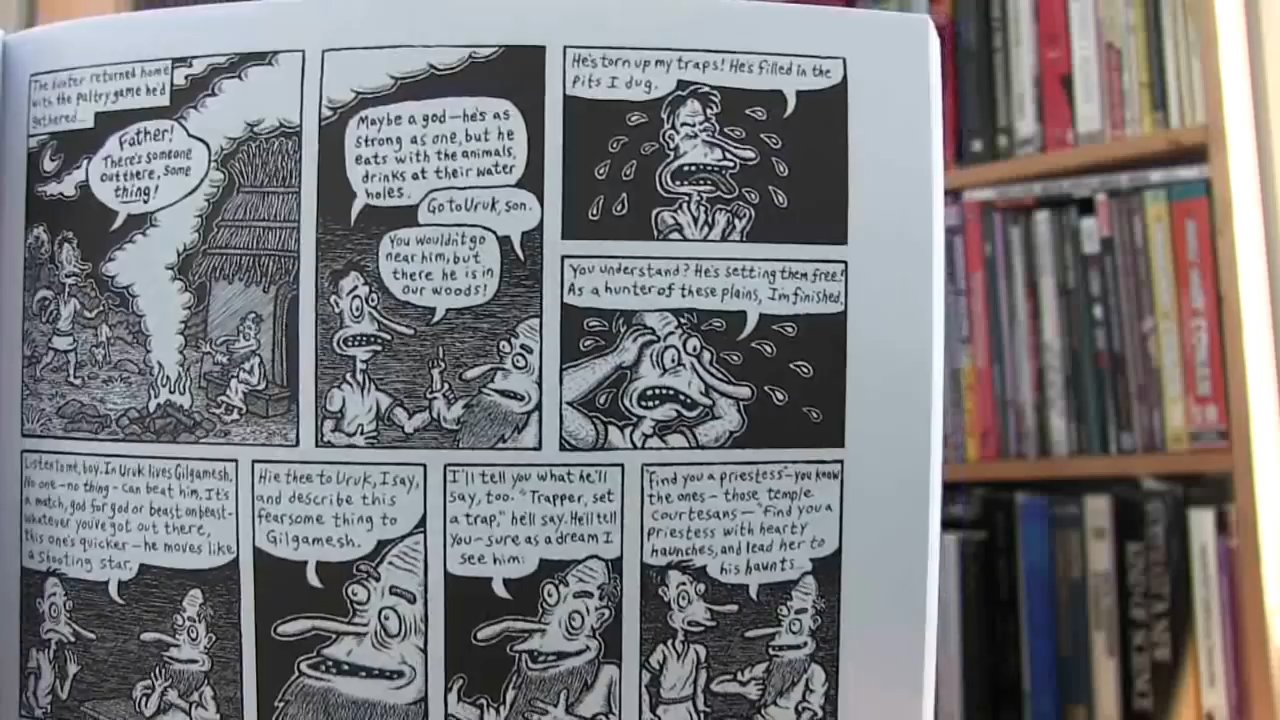 The hunter returned home
with the paltry game he'd
gathered...
Father!
There's someone
out there, some
thing!
Maybe a god—he's as
strong as one, but he
eats with the animals,
drinks at their water
holes.
Go to Uruk, son.
You wouldn't go
near him, but
there he is in
our woods!
He's torn up my traps! He's filled in the
pits I dug.
You understand? He's setting them free!
As a hunter of these plains, I'm finished.
Listen to me, boy. In Uruk lives Gilgamesh.
No one—no thing—can beat him. It's
a match, god for god or beast on beast—
whatever you've got out there,
this one's quicker—he moves like
a shooting star.
Hie thee to Uruk, I say,
and describe this
fearsome thing to
Gilgamesh.
I'll tell you what he'll
say, too. "Trapper, set
a trap," he'll say. He'll tell
you—sure as a dream I
see him:
"Find you a priestess"—you know
the ones—those temple
courtesans—"Find you a
priestess with hearty
haunches, and lead her to
his haunts...